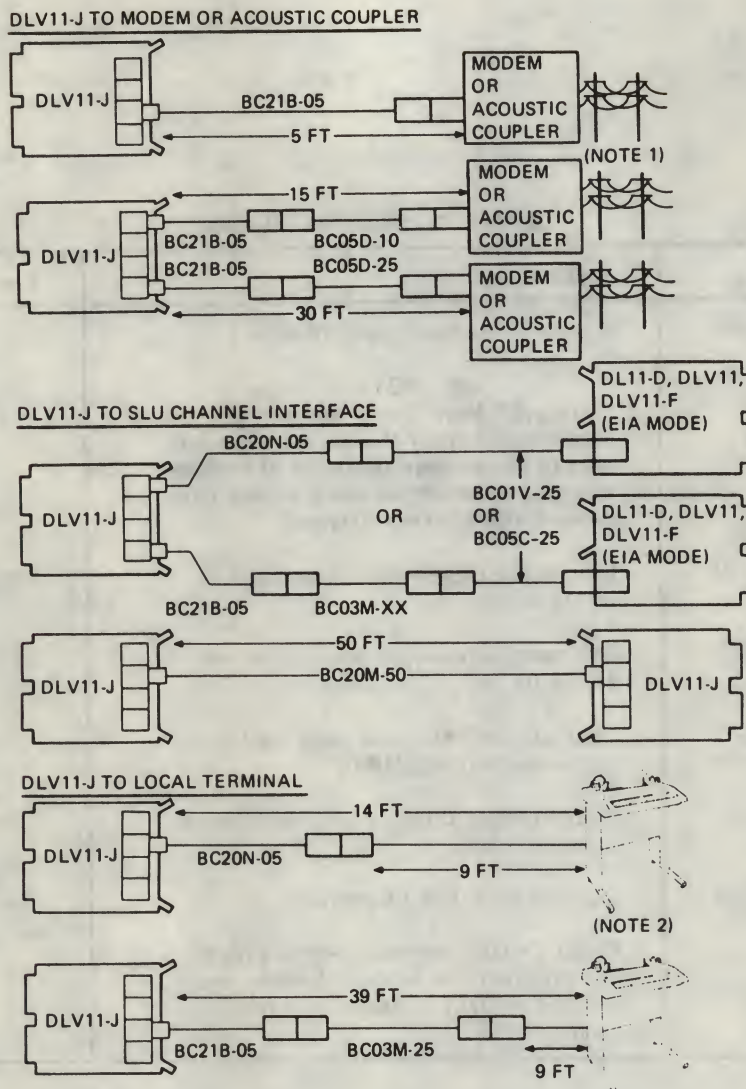 DLV11-J TO MODEM OR ACOUSTIC COUPLER
DLV11-J
BC21B-05
5 FT
MODEM
OR
ACOUSTIC
COUPLER
(NOTE 1)
DLV11-J
15 FT
BC21B-05
BC05D-10
MODEM
OR
ACOUSTIC
COUPLER
BC21B-05
BC05D-25
30 FT
MODEM
OR
ACOUSTIC
COUPLER
DLV11-J TO SLU CHANNEL INTERFACE
DLV11-J
BC20N-05
OR
BC01V-25
OR
BC05C-25
DL11-D, DLV11,
DLV11-F
(EIA MODE)
DL11-D, DLV11,
DLV11-F
(EIA MODE)
BC21B-05
BC03M-XX
DLV11-J
50 FT
BC20M-50
DLV11-J
DLV11-J TO LOCAL TERMINAL
DLV11-J
14 FT
BC20N-05
9 FT
(NOTE 2)
DLV11-J
39 FT
BC21B-05
BC03M-25
9 FT